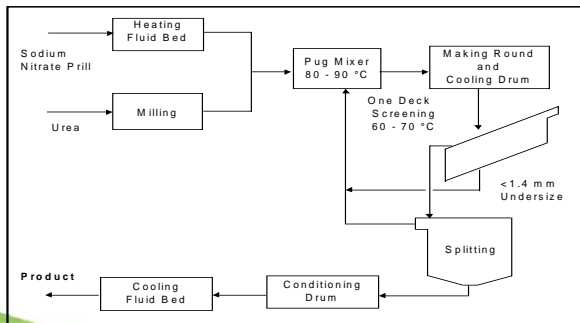 Heating
Fluid Bed
Sodium
Nitrate Prill
Milling
Urea
Pug Mixer
80 - 90 °C
Making Round
and
Cooling Drum
One Deck
Screening
60 - 70 °C
<1.4 mm
Undersize
Splitting
Product
Cooling
Fluid Bed
Conditioning
Drum